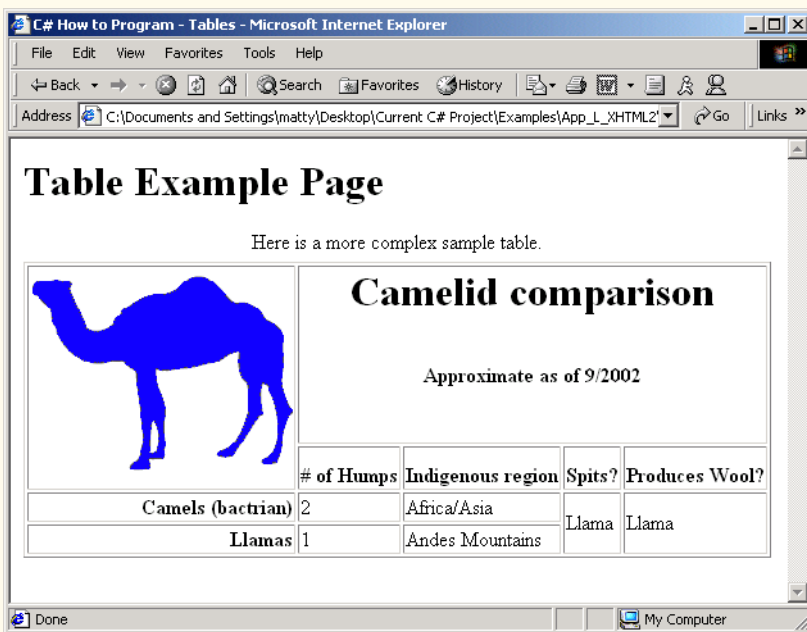 C# How to Program - Tables - Microsoft Internet Explorer
File Edit View Favorites Tools Help
Back Search Favorites History
Address C:\Documents and Settings\matty\Desktop\Current C# Project\Examples\App_L_XHTML2' Go Links »
Table Example Page
Here is a more complex sample table.
Camelid comparison
Approximate as of 9/2002
# of Humps Indigenous region Spits? Produces Wool?
Camels (bactrian) 2 Africa/Asia Llama Llama
Llamas 1 Andes Mountains
Done My Computer